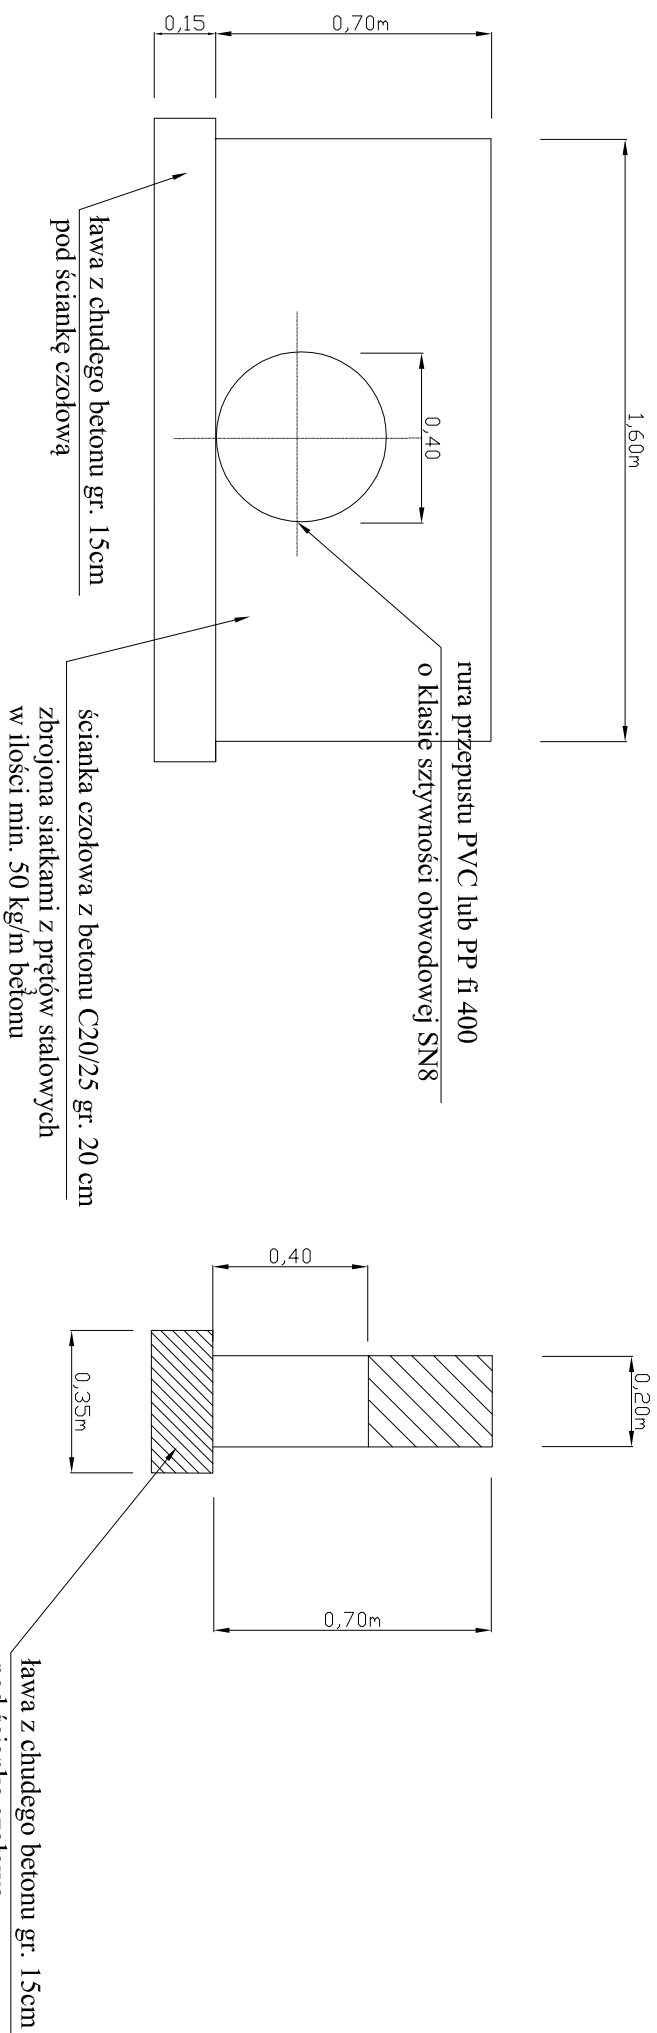 1,60m
0,70m
0,15
0,40
rura przepustu PVC lub PP fi 400
o klasie sztywności obwodowej SN8
ława z chudego betonu gr. 15cm
pod ściankę czołową
ścianka czołowa z betonu C20/25 gr. 20 cm
zbrojona siatkami z prętów stalowych
w ilości min. 50 kg/m³ betonu
0,20m
0,40
0,70m
0,35m
ława z chudego betonu gr. 15cm